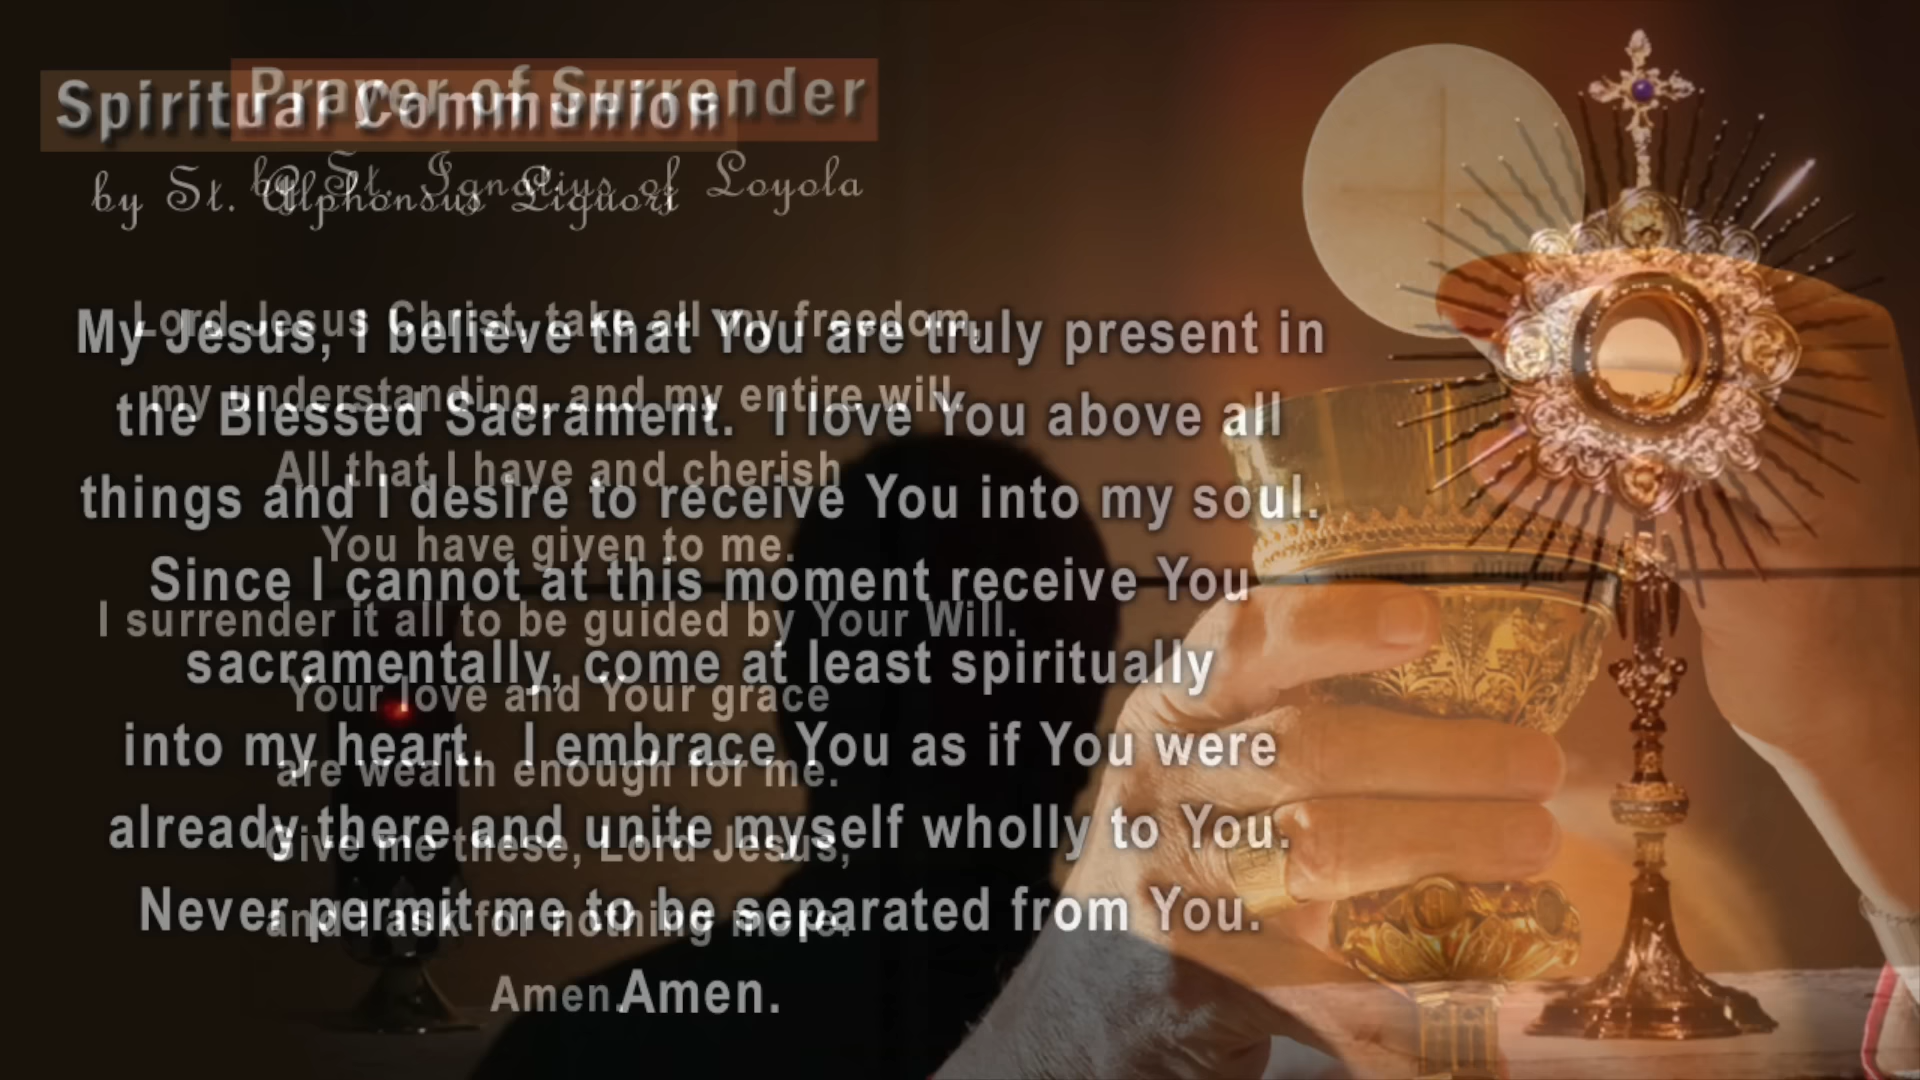 Spiritual Communion
by St. Alphonsus Liguori
My Jesus, I believe that You are truly present in
the Blessed Sacrament. I love You above all
things and I desire to receive You into my soul.
Since I cannot at this moment receive You
sacramentally, come at least spiritually
into my heart. I embrace You as if You were
already there and unite myself wholly to You.
Never permit me to be separated from You.
Amen.
Prayer of Surrender
by St. Ignatius of Loyola
Lord Jesus Christ, take all my freedom,
my understanding, and my entire will.
All that I have and cherish
You have given to me.
I surrender it all to be guided by Your Will.
Your love and Your grace
are wealth enough for me.
Give me these, Lord Jesus,
and I ask for nothing more.
Amen.